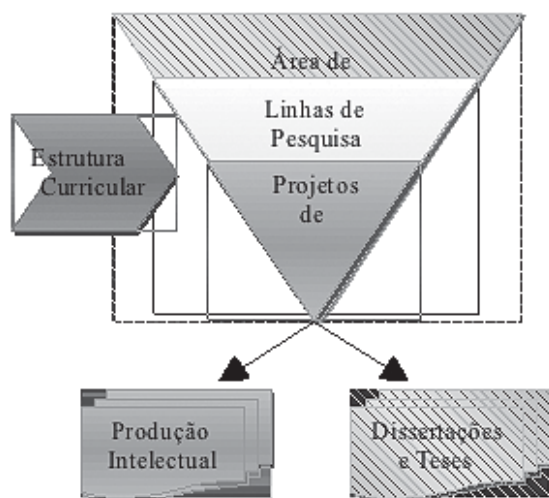 Área de
Linhas de
Pesquisa
Estrutura
Curricular
Projetos
de
Produção
Intelectual
Dissertações
e Teses